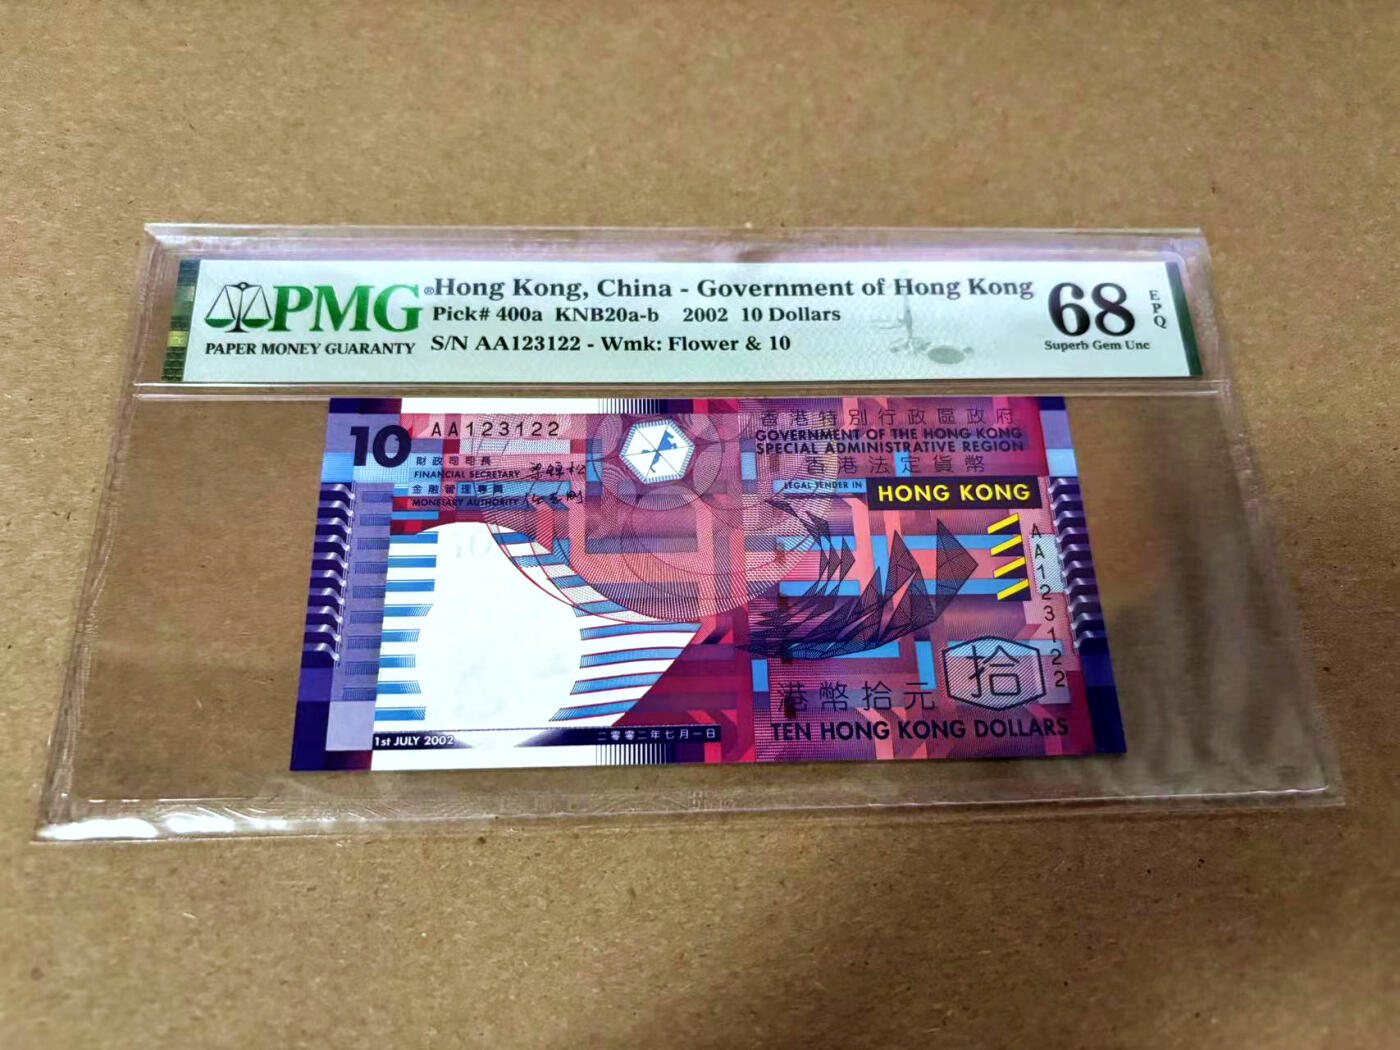 PMG®
PAPER MONEY GUARANTY
Hong Kong, China - Government of Hong Kong
Pick# 400a KNB20a-b 2002 10 Dollars
S/N AA123122 - Wmk: Flower & 10
68
EPQ
Superb Gem Unc
10
AA123122
財政司司長
FINANCIAL SECRETARY
金融管理專員
MONETARY AUTHORITY
香港特別行政區政府
GOVERNMENT OF THE HONG KONG
SPECIAL ADMINISTRATIVE REGION
香港法定貨幣
LEGAL TENDER IN
HONG KONG
AA123122
拾
港幣拾元
TEN HONG KONG DOLLARS
1st JULY 2002
二零零二年七月一日